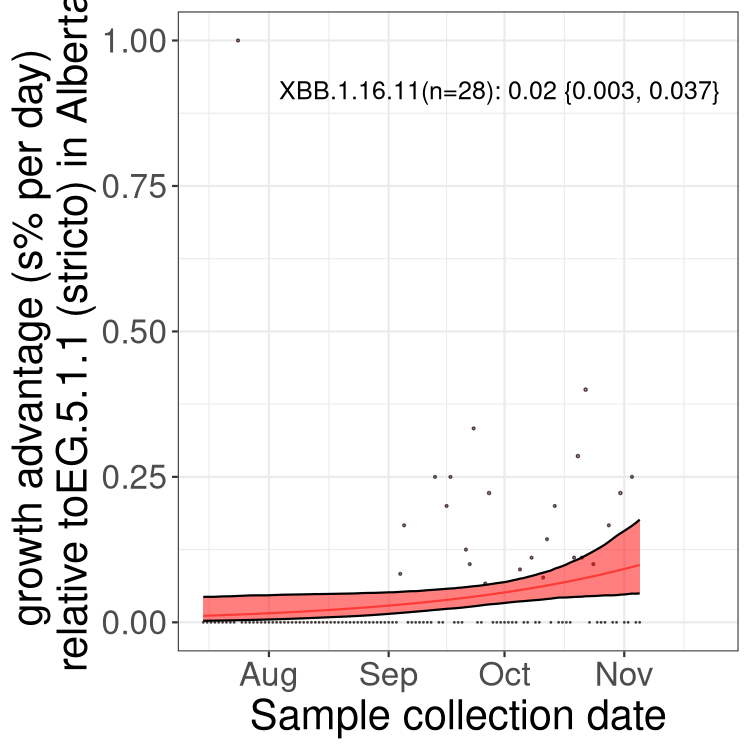 growth advantage (s% per day)
relative toEG.5.1.1 (stricto) in Alberta
1.00
0.75
0.50
0.25
0.00
XBB.1.16.11(n=28): 0.02 {0.003, 0.037}
Aug Sep Oct Nov
Sample collection date